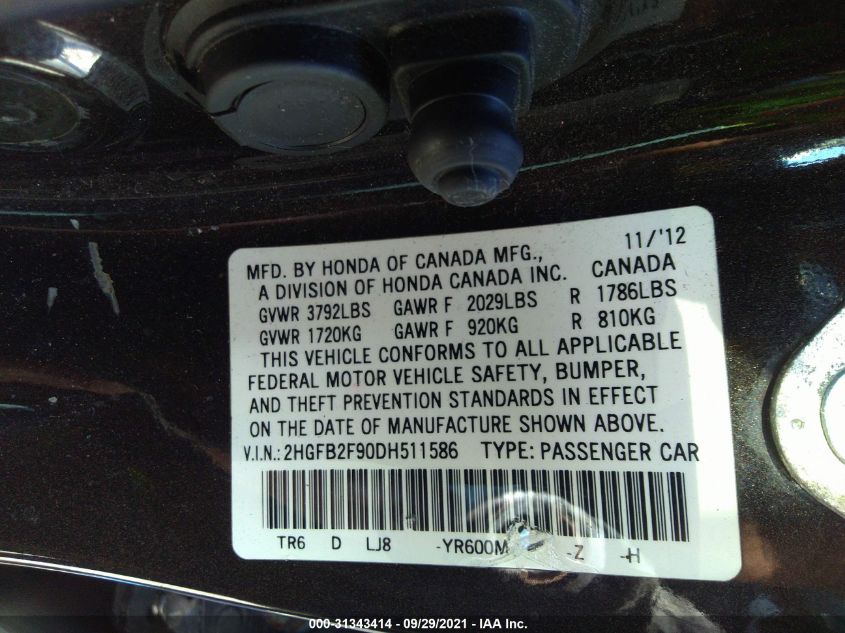 MFD. BY HONDA OF CANADA MFG., 11/'12
A DIVISION OF HONDA CANADA INC. CANADA
GVWR 3792LBS GAWR F 2029LBS R 1786LBS
GVWR 1720KG GAWR F 920KG R 810KG
THIS VEHICLE CONFORMS TO ALL APPLICABLE
FEDERAL MOTOR VEHICLE SAFETY, BUMPER,
AND THEFT PREVENTION STANDARDS IN EFFECT
ON THE DATE OF MANUFACTURE SHOWN ABOVE.
V.I.N.: 2HGFB2F90DH511586 TYPE: PASSENGER CAR
TR6 D LJ8 -YR600M -Z -H
000-31343414 - 09/29/2021 - IAA Inc.